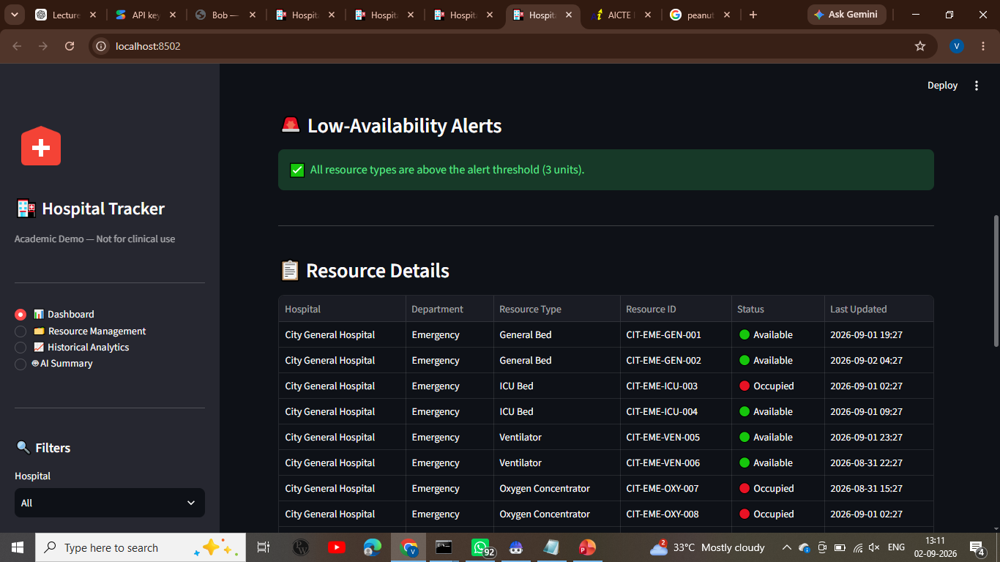 Lecture
API key
Bob —
Hospita
Hospita
Hospita
Hospita
AICTE
peanut
Ask Gemini
localhost:8502
V
Deploy
Hospital Tracker
Academic Demo — Not for clinical use
Dashboard
Resource Management
Historical Analytics
AI Summary
Filters
Hospital
All
Low-Availability Alerts
All resource types are above the alert threshold (3 units).
Resource Details
Hospital Department Resource Type Resource ID Status Last Updated
City General Hospital Emergency General Bed CIT-EME-GEN-001 Available 2026-09-01 19:27
City General Hospital Emergency General Bed CIT-EME-GEN-002 Available 2026-09-02 04:27
City General Hospital Emergency ICU Bed CIT-EME-ICU-003 Occupied 2026-09-01 02:27
City General Hospital Emergency ICU Bed CIT-EME-ICU-004 Available 2026-09-01 09:27
City General Hospital Emergency Ventilator CIT-EME-VEN-005 Available 2026-09-01 23:27
City General Hospital Emergency Ventilator CIT-EME-VEN-006 Available 2026-08-31 22:27
City General Hospital Emergency Oxygen Concentrator CIT-EME-OXY-007 Occupied 2026-08-31 15:27
City General Hospital Emergency Oxygen Concentrator CIT-EME-OXY-008 Occupied 2026-09-01 02:27
Type here to search
92
33°C Mostly cloudy
ENG
13:11
02-09-2026
4